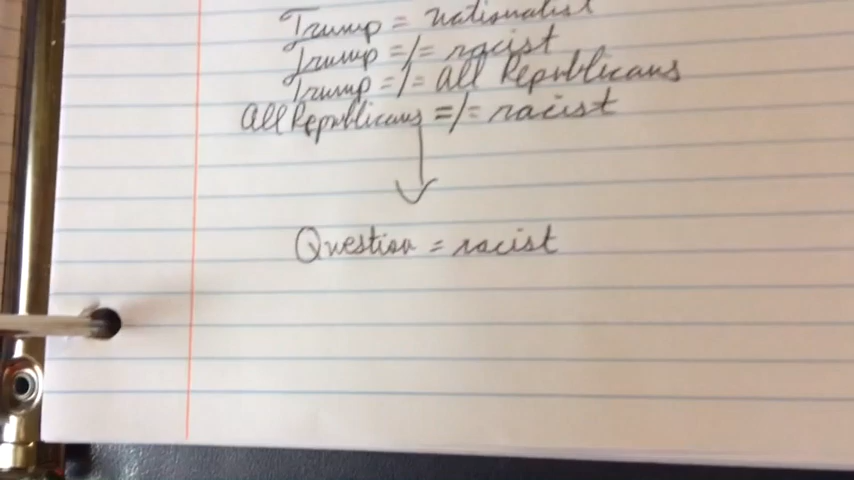 Trump = nationalist
Trump =/= racist
Trump =/= All Republicans
All Republicans =/= racist
Question = racist